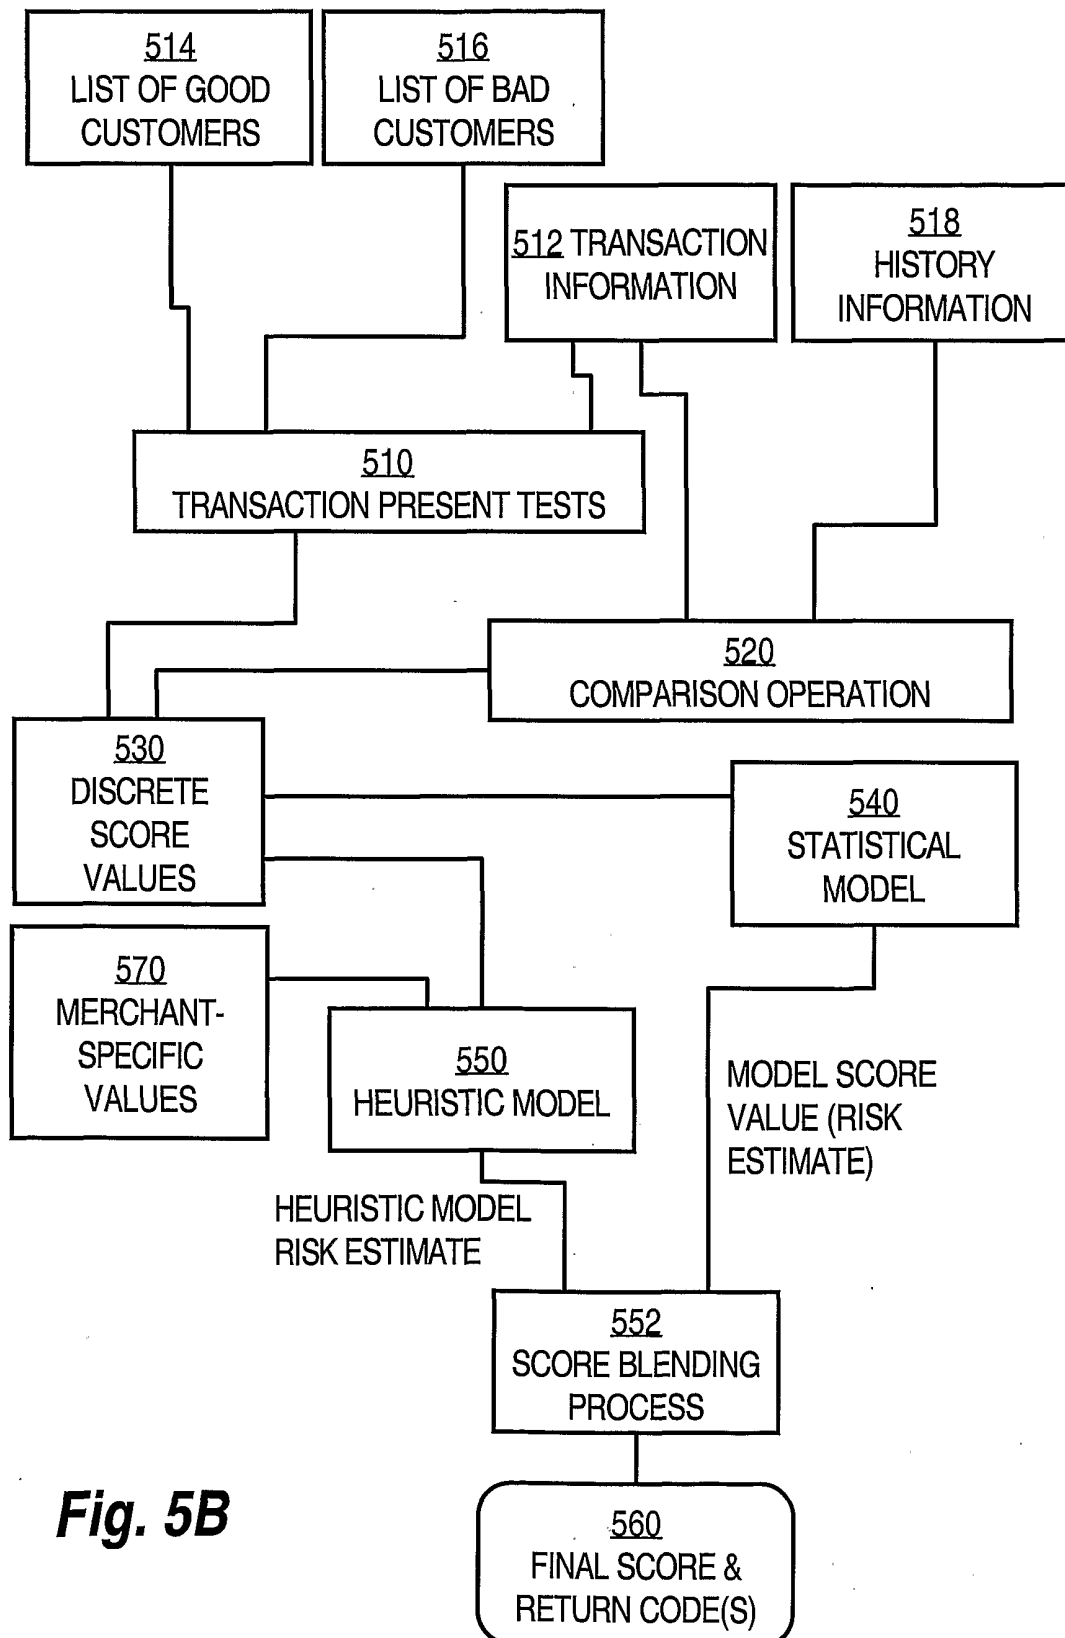 514
LIST OF GOOD
CUSTOMERS
516
LIST OF BAD
CUSTOMERS
512 TRANSACTION
INFORMATION
518
HISTORY
INFORMATION
510
TRANSACTION PRESENT TESTS
520
COMPARISON OPERATION
530
DISCRETE
SCORE
VALUES
540
STATISTICAL
MODEL
570
MERCHANT-
SPECIFIC
VALUES
550
HEURISTIC MODEL
MODEL SCORE
VALUE (RISK
ESTIMATE)
HEURISTIC MODEL
RISK ESTIMATE
552
SCORE BLENDING
PROCESS
Fig. 5B
560
FINAL SCORE &
RETURN CODE(S)